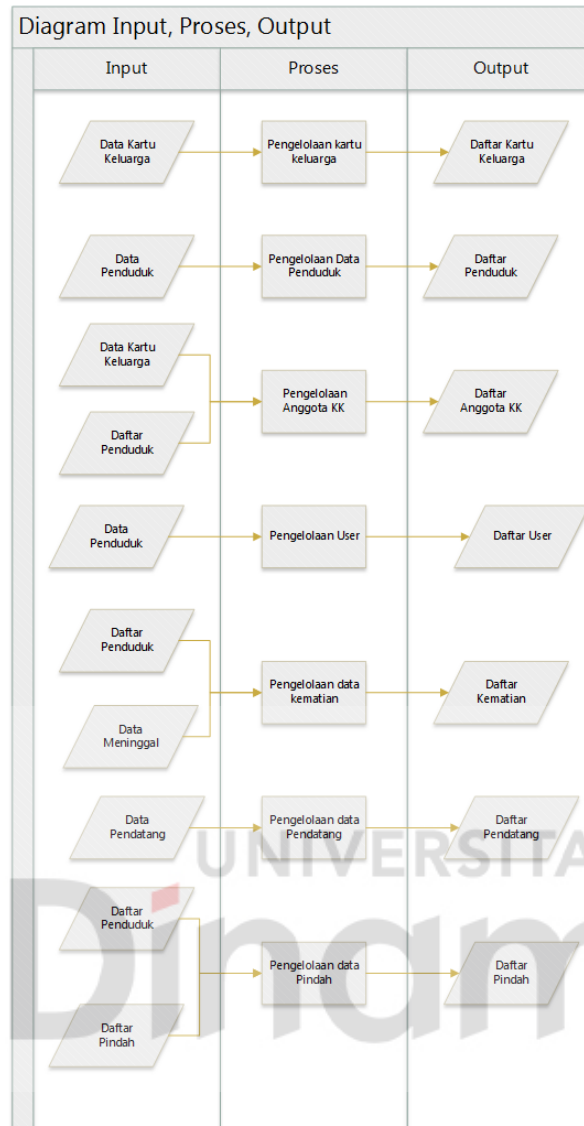 Diagram Input, Proses, Output
Input
Proses
Output
Data Kartu
Keluarga
Pengelolaan kartu
keluarga
Daftar Kartu
Keluarga
Data
Penduduk
Pengelolaan Data
Penduduk
Daftar
Penduduk
Data Kartu
Keluarga
Daftar
Penduduk
Pengelolaan
Anggota KK
Daftar
Anggota KK
Data
Penduduk
Pengelolaan User
Daftar User
Daftar
Penduduk
Data
Meninggal
Pengelolaan data
kematian
Daftar
Kematian
Data
Pendatang
Pengelolaan data
Pendatang
Daftar
Pendatang
UNIVERSITA
Dinam
Daftar
Penduduk
Daftar
Pindah
Pengelolaan data
Pindah
Daftar
Pindah